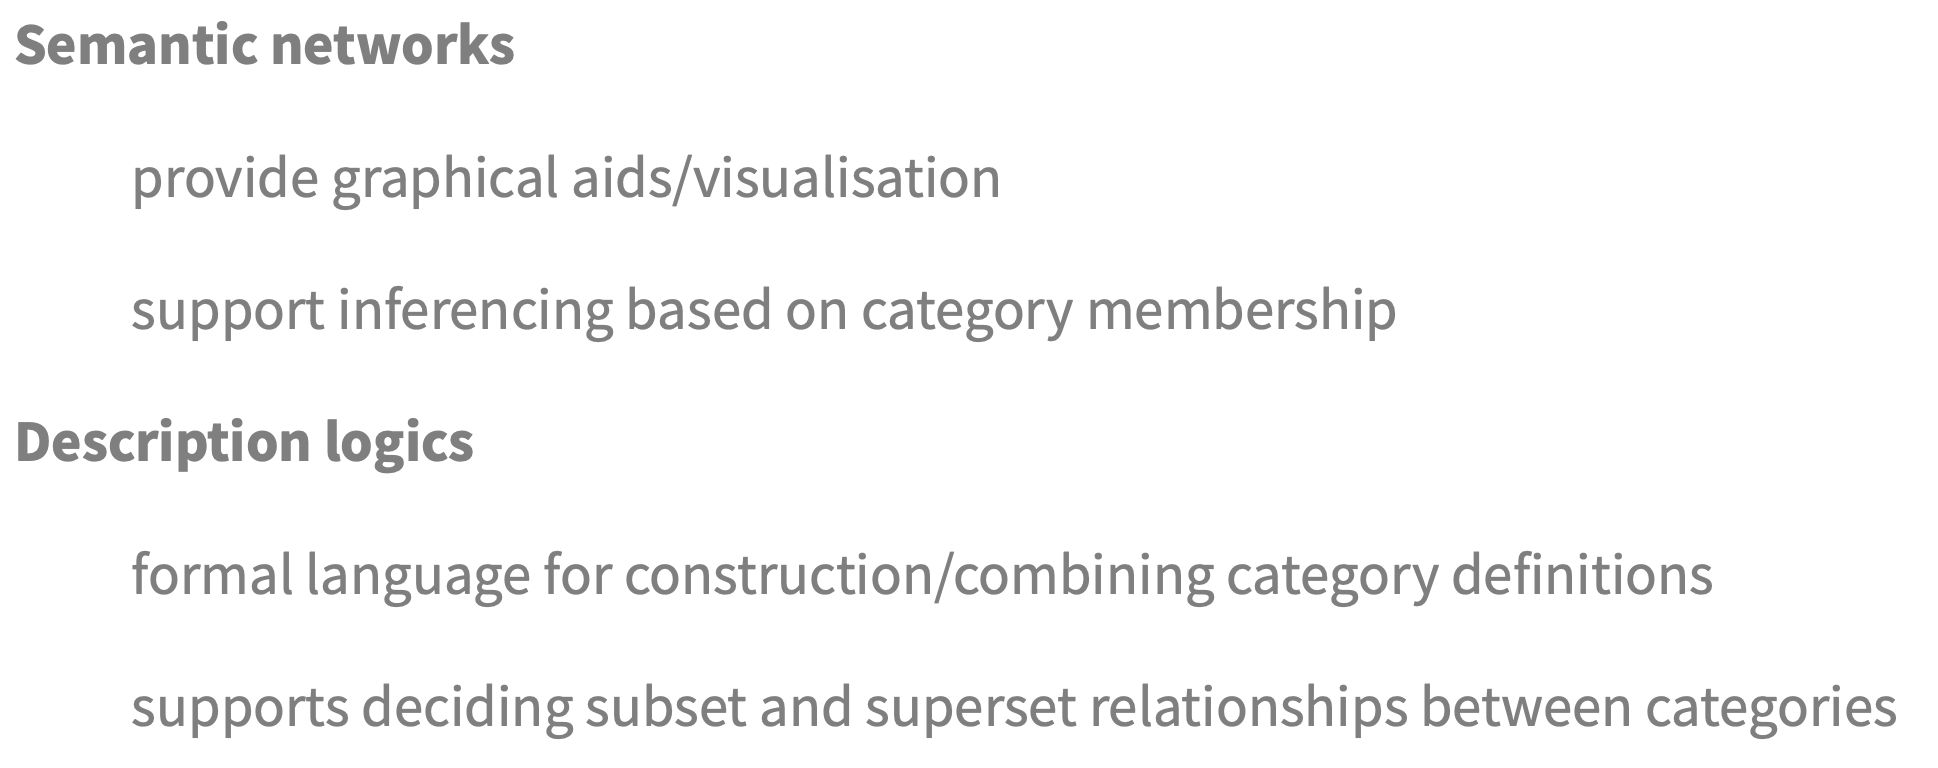 Semantic networks
provide graphical aids/visualisation
support inferencing based on category membership
Description logics
formal language for construction/combining category definitions
supports deciding subset and superset relationships between categories